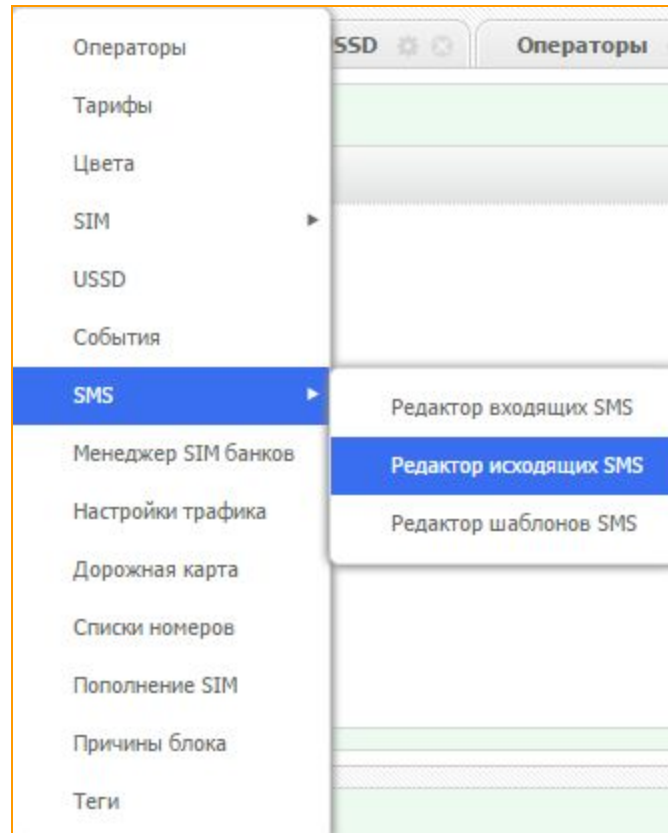 SSD
Операторы
Операторы
Тарифы
Цвета
SIM
USSD
События
SMS
Редактор входящих SMS
Редактор исходящих SMS
Редактор шаблонов SMS
Менеджер SIM банков
Настройки трафика
Дорожная карта
Списки номеров
Пополнение SIM
Причины блока
Теги